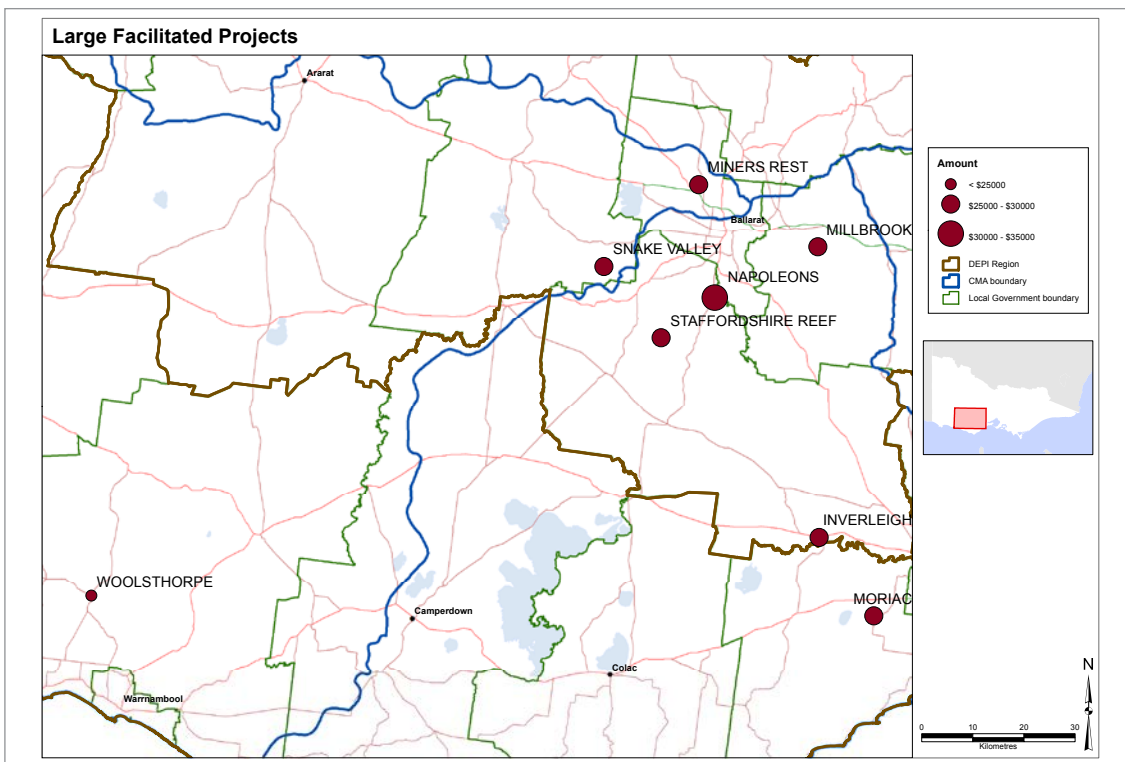 Large Facilitated Projects
Ararat
MINERS REST
Ballarat
MILLBROOK
SNAKE VALLEY
NAPOLEONS
STAFFORDSHIRE REEF
INVERLEIGH
WOOLSTHORPE
MORIAC
Camperdown
Colac
Warrnambool
Amount
< $25000
$25000 - $30000
$30000 - $35000
DEPI Region
CMA boundary
Local Government boundary
N
0 10 20 30
Kilometres